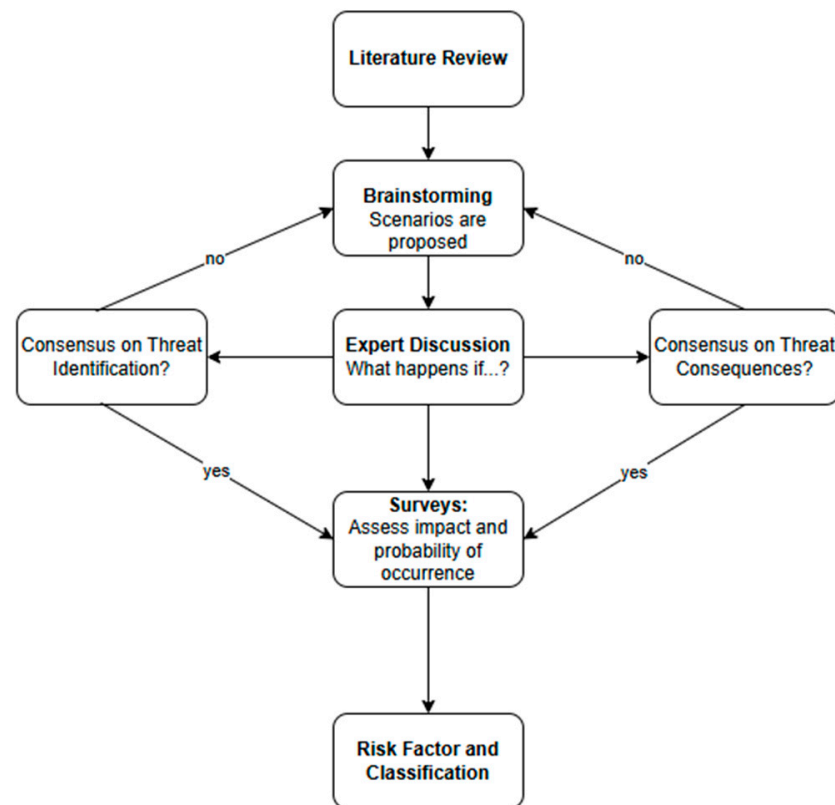 Literature Review
Brainstorming
Scenarios are
proposed
no
no
Consensus on Threat
Identification?
Expert Discussion
What happens if...?
Consensus on Threat
Consequences?
yes
yes
Surveys:
Assess impact and
probability of
occurrence
Risk Factor and
Classification